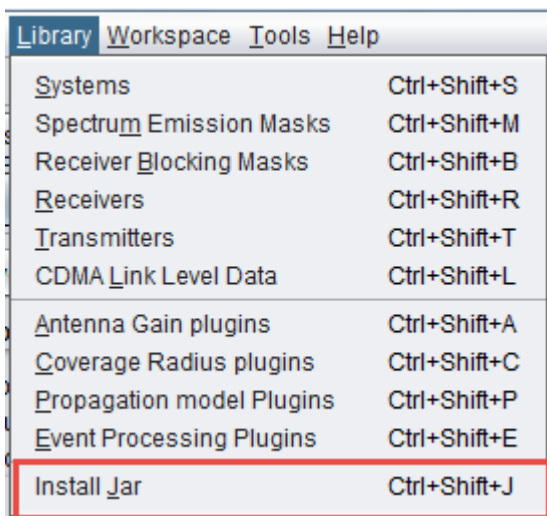 Library Workspace Tools Help
Systems Ctrl+Shift+S
Spectrum Emission Masks Ctrl+Shift+M
Receiver Blocking Masks Ctrl+Shift+B
Receivers Ctrl+Shift+R
Transmitters Ctrl+Shift+T
CDMA Link Level Data Ctrl+Shift+L
Antenna Gain plugins Ctrl+Shift+A
Coverage Radius plugins Ctrl+Shift+C
Propagation model Plugins Ctrl+Shift+P
Event Processing Plugins Ctrl+Shift+E
Install Jar Ctrl+Shift+J